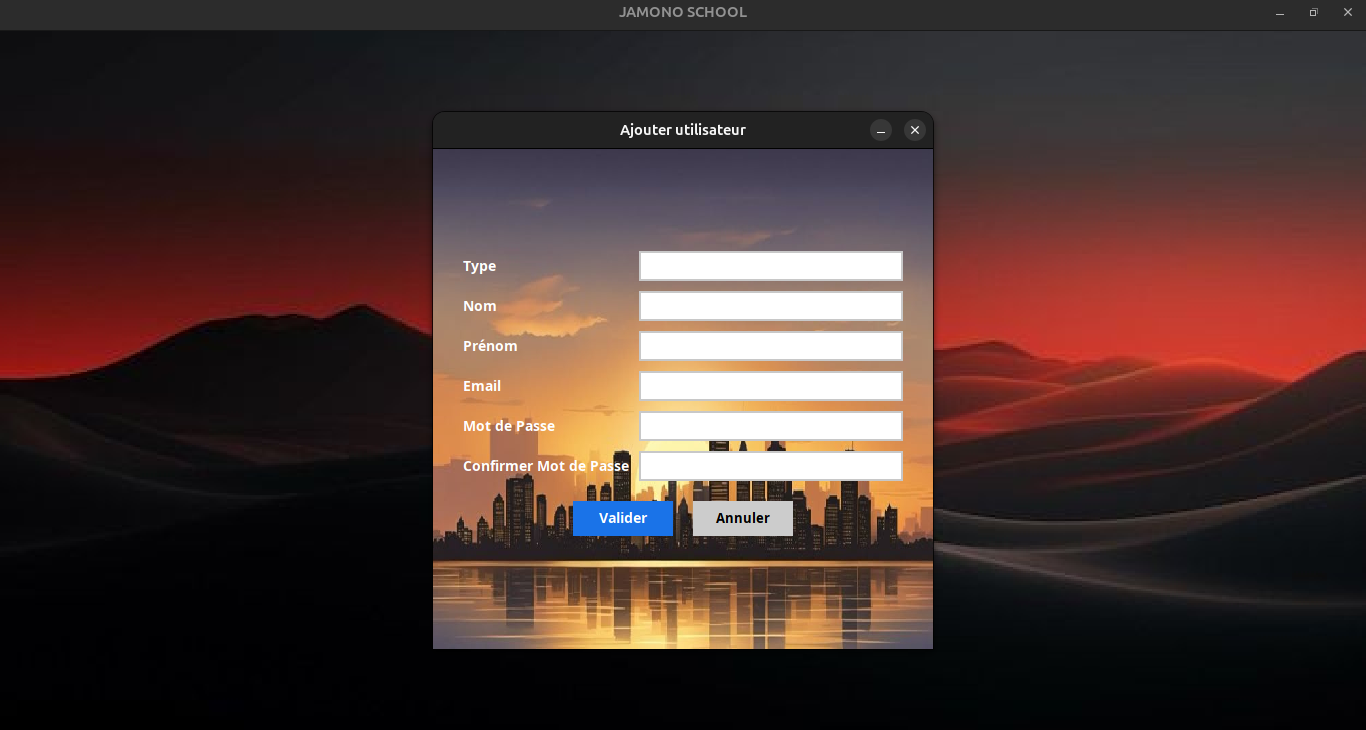 JAMONO SCHOOL
Ajouter utilisateur
Type
Nom
Prénom
Email
Mot de Passe
Confirmer Mot de Passe
Valider Annuler